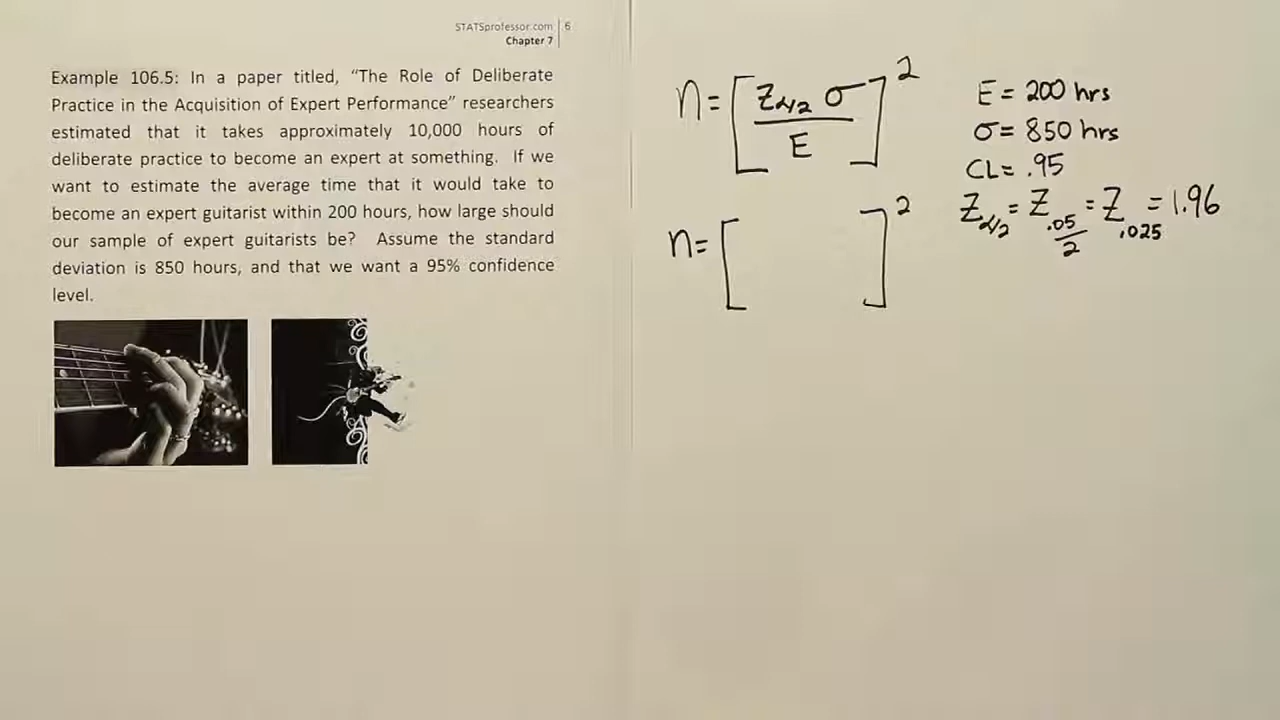 STATSprofessor.com 6
Chapter 7
Example 106.5: In a paper titled, “The Role of Deliberate
Practice in the Acquisition of Expert Performance” researchers
estimated that it takes approximately 10,000 hours of
deliberate practice to become an expert at something. If we
want to estimate the average time that it would take to
become an expert guitarist within 200 hours, how large should
our sample of expert guitarists be? Assume the standard
deviation is 850 hours, and that we want a 95% confidence
level.
n = [Z α/2 σ / E]²
n = [ ]²
E = 200 hrs
σ = 850 hrs
CL = .95
Z α/2 = Z .05/2 = Z .025 = 1.96